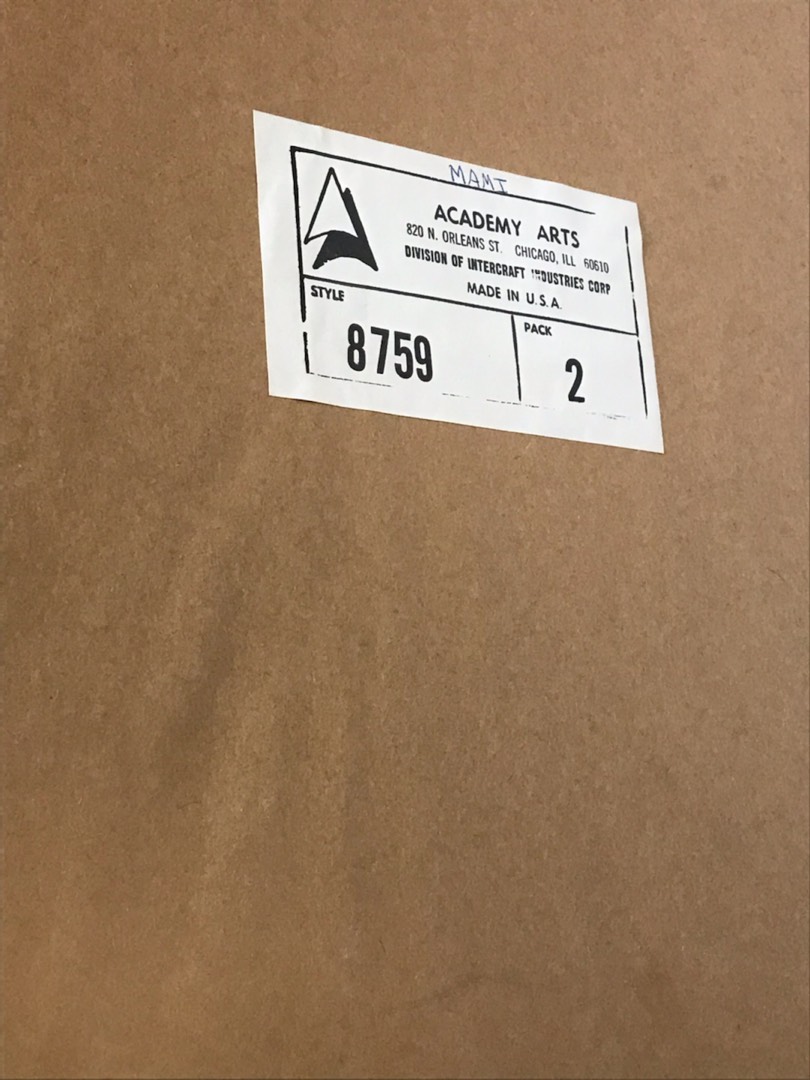 MAMI
ACADEMY ARTS
820 N. ORLEANS ST. CHICAGO, ILL 60610
DIVISION OF INTERCRAFT INDUSTRIES CORP
MADE IN U.S.A.
STYLE
8759
PACK
2